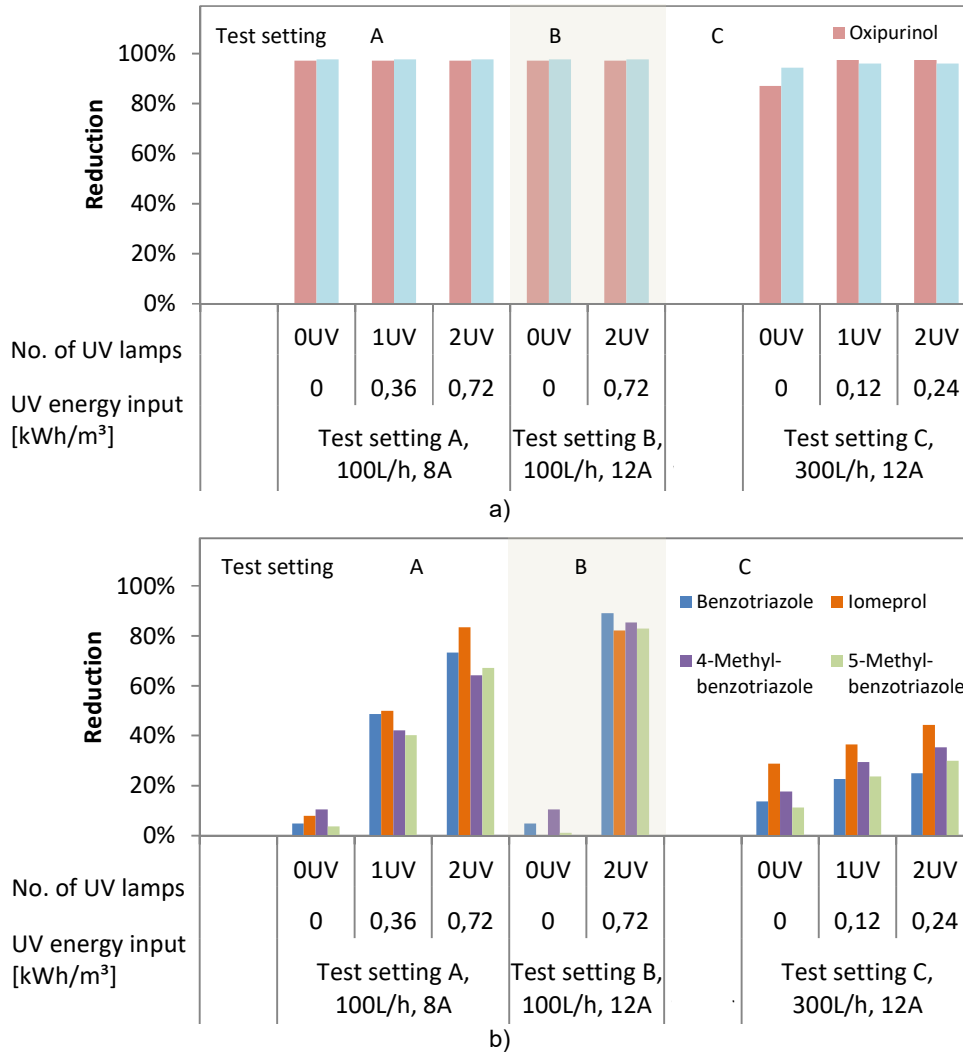 Test setting A B C
Oxipurinol
100%
80%
60%
40%
20%
0%
Reduction
No. of UV lamps
0UV 1UV 2UV 0UV 2UV 0UV 1UV 2UV
UV energy input
[kWh/m³]
0 0,36 0,72 0 0,72 0 0,12 0,24
Test setting A,
100L/h, 8A
Test setting B,
100L/h, 12A
Test setting C,
300L/h, 12A
a)
Test setting A B C
Benzotriazole
Iomeprol
4-Methyl-
benzotriazole
5-Methyl-
benzotriazole
100%
80%
60%
40%
20%
0%
Reduction
No. of UV lamps
0UV 1UV 2UV 0UV 2UV 0UV 1UV 2UV
UV energy input
[kWh/m³]
0 0,36 0,72 0 0,72 0 0,12 0,24
Test setting A,
100L/h, 8A
Test setting B,
100L/h, 12A
Test setting C,
300L/h, 12A
b)